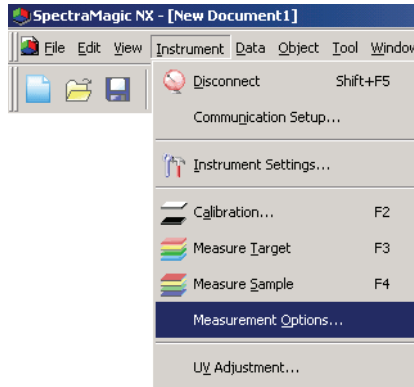 SpectraMagic NX - [New Document1]
File Edit View Instrument Data Object Tool Window
Disconnect Shift+F5
Communication Setup...
Instrument Settings...
Calibration... F2
Measure Target F3
Measure Sample F4
Measurement Options...
UV Adjustment...